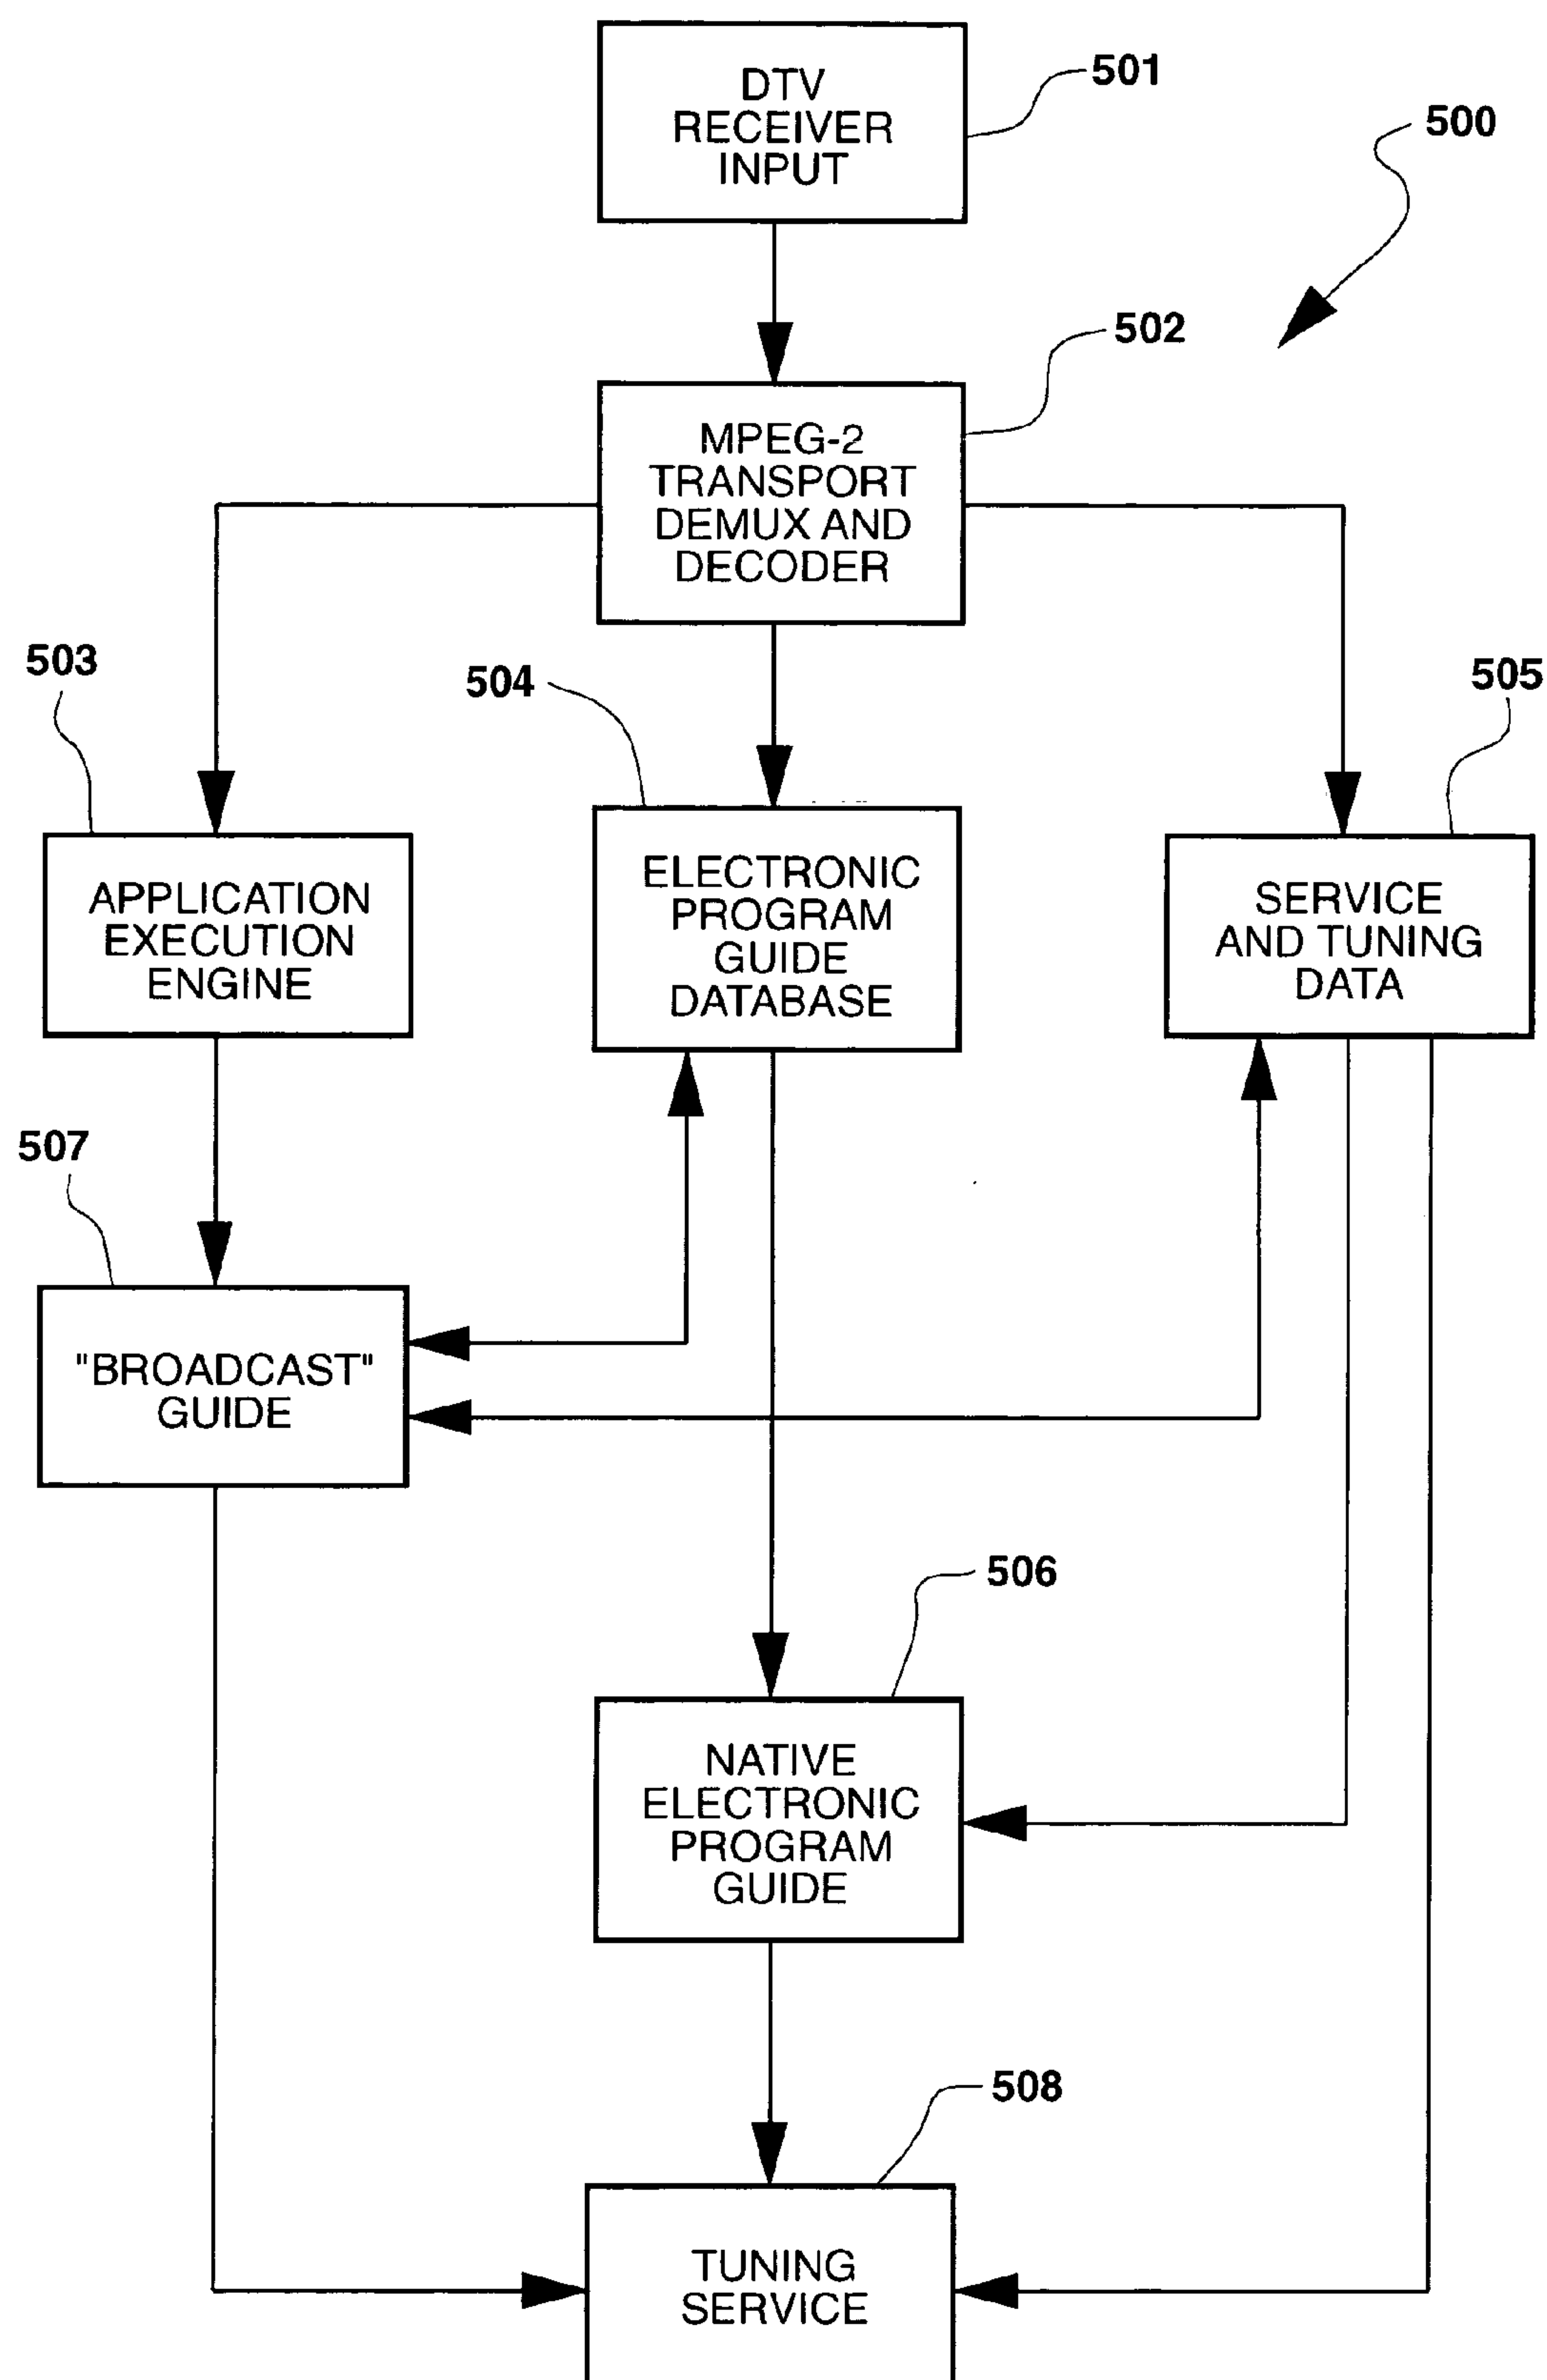 DTV
RECEIVER
INPUT
501
500
502
MPEG-2
TRANSPORT
DEMUX AND
DECODER
503
504
505
APPLICATION
EXECUTION
ENGINE
ELECTRONIC
PROGRAM
GUIDE
DATABASE
SERVICE
AND TUNING
DATA
507
"BROADCAST"
GUIDE
506
NATIVE
ELECTRONIC
PROGRAM
GUIDE
508
TUNING
SERVICE